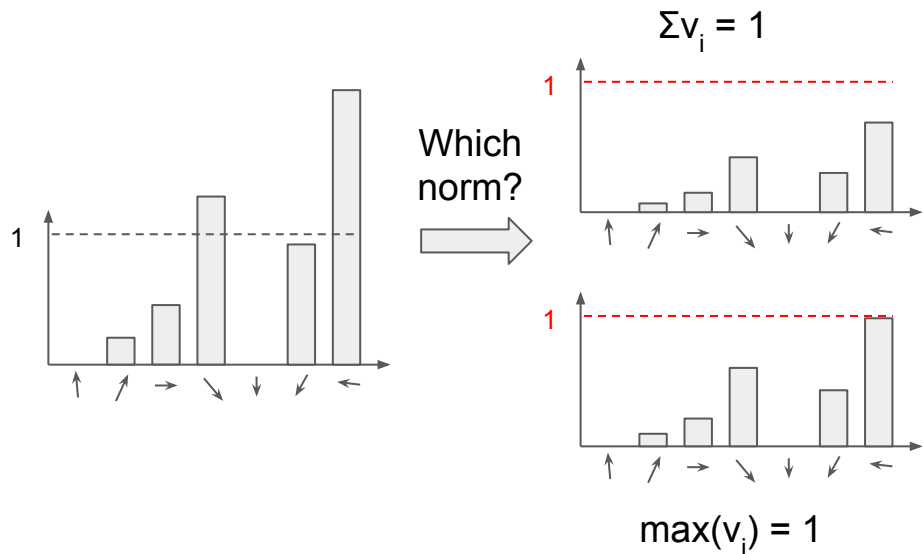 Σv_i = 1
1
Which
norm?
1
1
max(v_i) = 1